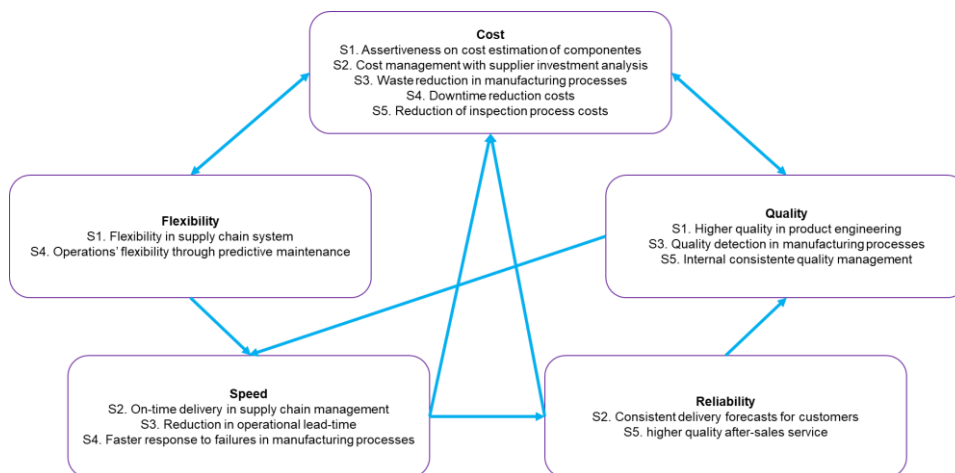 Cost
S1. Assertiveness on cost estimation of componentes
S2. Cost management with supplier investment analysis
S3. Waste reduction in manufacturing processes
S4. Downtime reduction costs
S5. Reduction of inspection process costs
Flexibility
S1. Flexibility in supply chain system
S4. Operations' flexibility through predictive maintenance
Quality
S1. Higher quality in product engineering
S3. Quality detection in manufacturing processes
S5. Internal consistente quality management
Speed
S2. On-time delivery in supply chain management
S3. Reduction in operational lead-time
S4. Faster response to failures in manufacturing processes
Reliability
S2. Consistent delivery forecasts for customers
S5. higher quality after-sales service